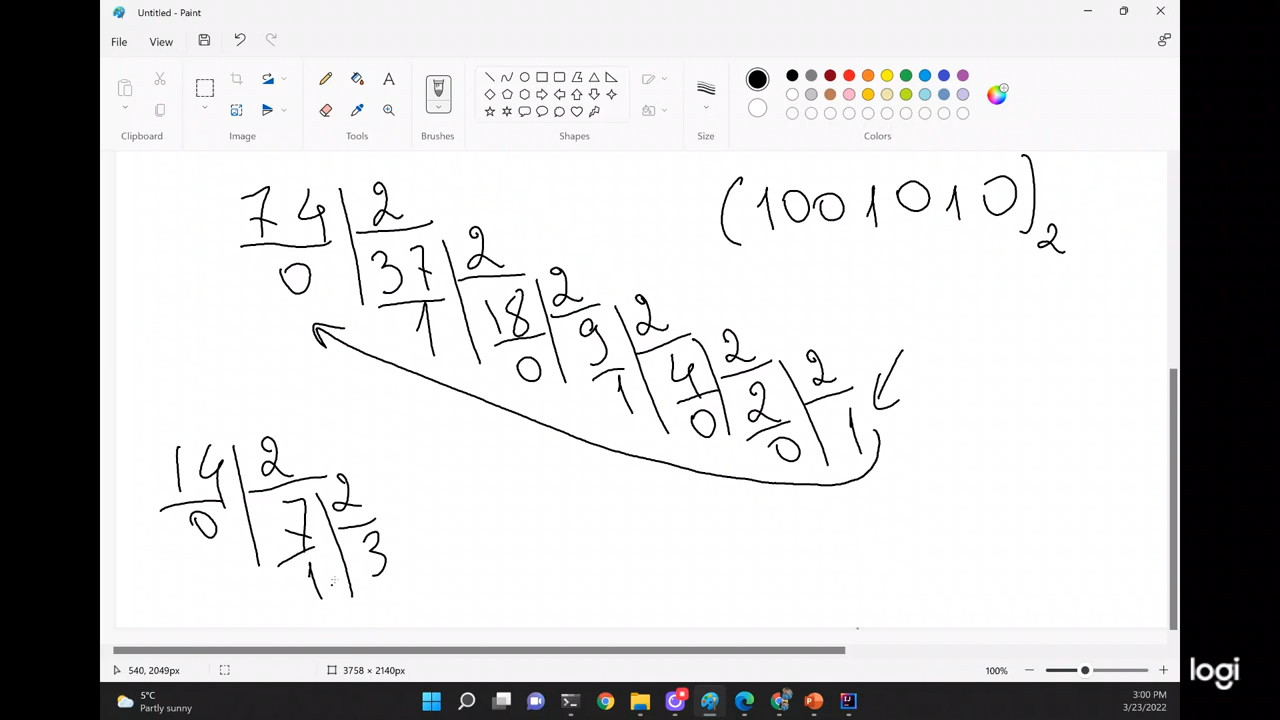 Untitled - Paint
File View
Clipboard Image Tools Brushes Shapes Size Colors
74 2
0 37 2
1 18 2
0 9 2
1 4 2
0 2 2
0 1
(1001010)2
14 2
0 7 2
1 3
540, 2049px 3758 × 2140px 100%
logi
5°C
Partly sunny
3:00 PM
3/23/2022